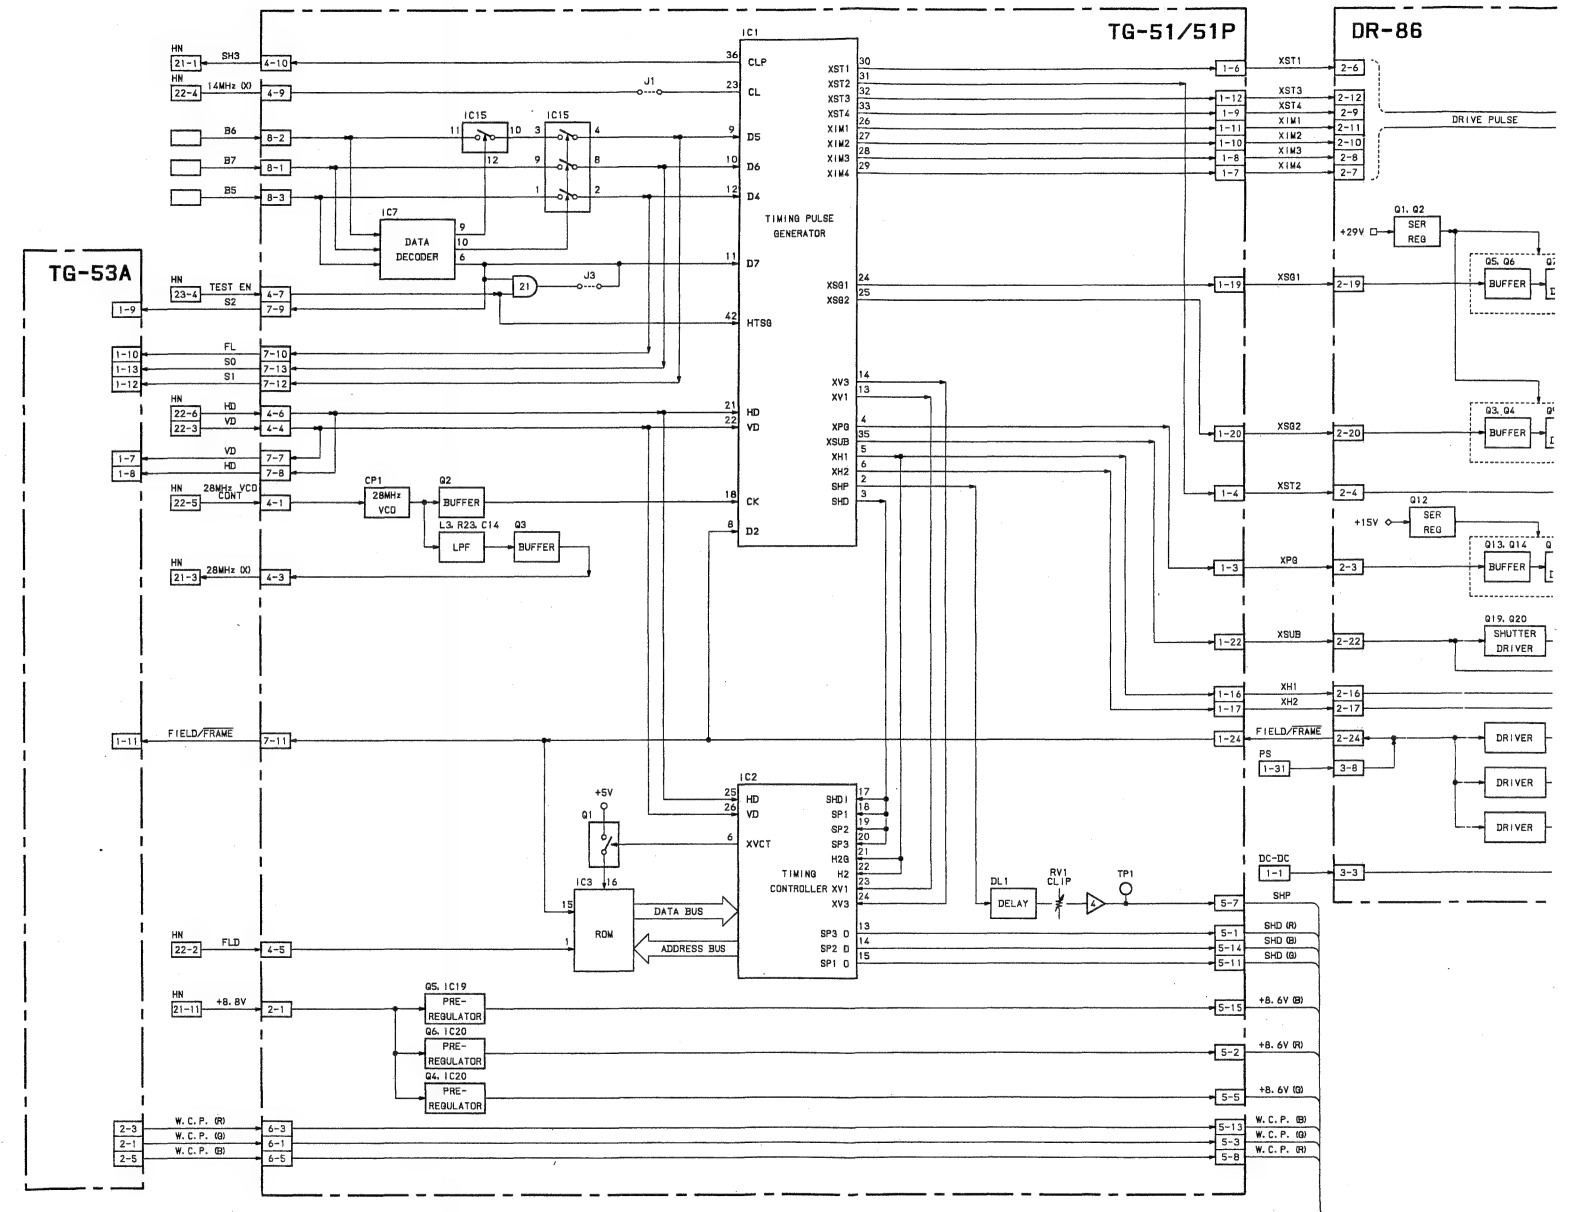 TG-51/51P
DR-86
TG-53A
IC1
HN
SH3
21-1
4-10
36
CLP
HN
14MHz (X)
22-4
4-9
J1
23
CL
B6
8-2
IC15
11
10
IC15
3
4
9
D5
B7
8-1
12
9
8
10
D6
B5
8-3
1
2
12
D4
IC7
DATA
DECODER
9
10
6
11
D7
TIMING PULSE
GENERATOR
21
J3
HN
TEST EN
23-4
4-7
S2
1-9
7-9
42
HTSG
FL
1-10
7-10
S0
1-13
7-13
S1
1-12
7-12
HN
HD
22-6
4-6
21
HD
VD
22-3
4-4
22
VD
VD
1-7
7-7
HD
1-8
7-8
HN
28MHz VCO
CONT
22-5
4-1
CP1
28MHz
VCO
Q2
BUFFER
18
CK
L3, R23, C14
LPF
Q3
BUFFER
8
D2
HN
28MHz (X)
21-3
4-3
XST1
30
1-6
XST1
2-6
XST2
31
XST3
32
1-12
XST3
2-12
XST4
33
1-9
XST4
2-9
XIM1
26
1-11
XIM1
2-11
XIM2
27
1-10
XIM2
2-10
XIM3
28
1-8
XIM3
2-8
XIM4
29
1-7
XIM4
2-7
DRIVE PULSE
XSG1
24
1-19
XSG1
2-19
XSG2
25
XV3
14
XV1
13
XPG
4
XSUB
35
XH1
5
XH2
6
SHP
2
SHD
3
1-20
XSG2
2-20
1-4
XST2
2-4
1-3
XPG
2-3
1-22
XSUB
2-22
1-16
XH1
2-16
1-17
XH2
2-17
1-24
FIELD/FRAME
2-24
PS
1-31
3-8
DC-DC
1-1
3-3
+29V
Q1, Q2
SER
REG
Q5, Q6
BUFFER
Q3, Q4
BUFFER
+15V
Q12
SER
REG
Q13, Q14
BUFFER
Q19, Q20
SHUTTER
DRIVER
DRIVER
DRIVER
DRIVER
FIELD/FRAME
1-11
7-11
IC2
25
HD
26
VD
6
XVCT
TIMING
CONTROLLER
SHDI
17
SP1
18
SP2
19
SP3
20
H2G
21
H2
22
XV1
23
XV3
24
SP3 O
13
SP2 O
14
SP1 O
15
+5V
Q1
IC3
16
15
ROM
1
DATA BUS
ADDRESS BUS
HN
FLD
22-2
4-5
DL1
DELAY
RV1
CLIP
4
TP1
5-7
SHP
5-1
SHD (R)
5-14
SHD (B)
5-11
SHD (G)
HN
+8.8V
21-11
2-1
Q5, IC19
PRE-
REGULATOR
5-15
+8.6V (B)
Q6, IC20
PRE-
REGULATOR
5-2
+8.6V (R)
Q4, IC20
PRE-
REGULATOR
5-5
+8.6V (G)
W.C.P. (R)
2-3
6-3
W.C.P. (G)
2-1
6-1
W.C.P. (B)
2-5
6-5
5-13
W.C.P. (B)
5-3
W.C.P. (G)
5-8
W.C.P. (R)